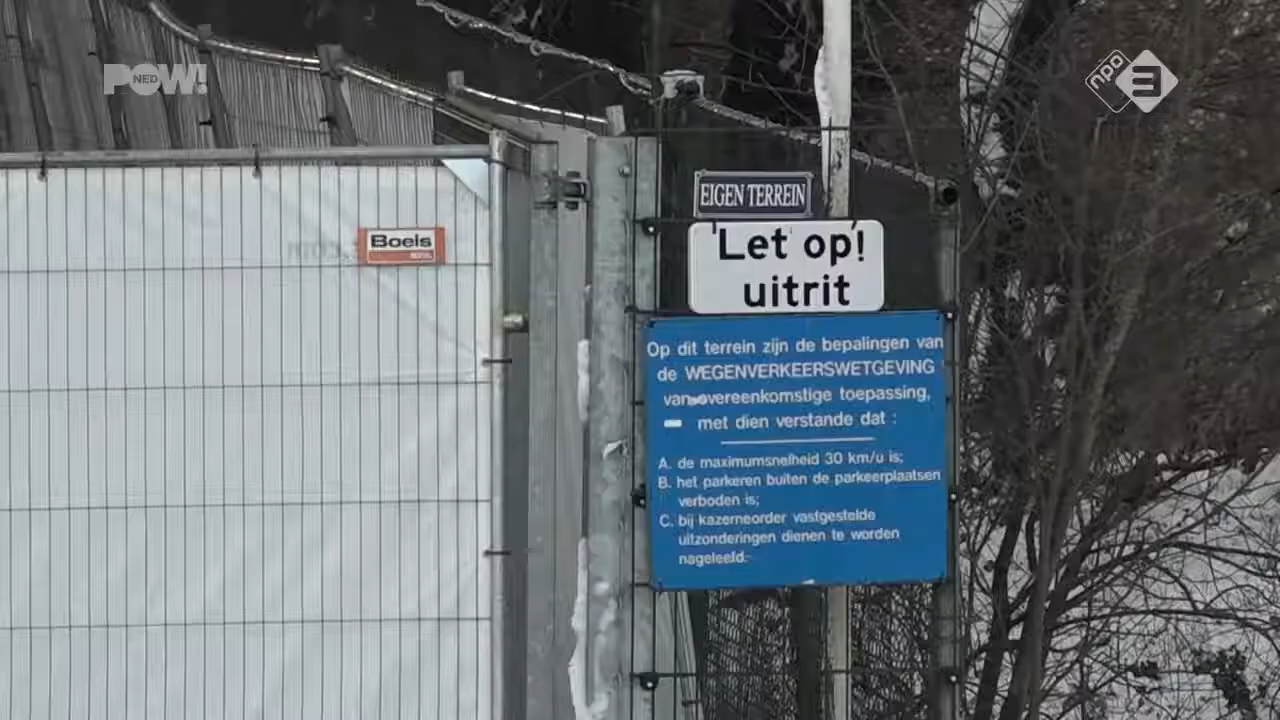 POW!
NED
npo
3
EIGEN TERREIN
Let op!
uitrit
Boels
RENTAL
Op dit terrein zijn de bepalingen van
de WEGENVERKEERSWETGEVING
van overeenkomstige toepassing,
met dien verstande dat :
A. de maximumsnelheid 30 km/u is;
B. het parkeren buiten de parkeerplaatsen
verboden is;
C. bij kazerneorder vastgestelde
uitzonderingen dienen te worden
nageleefd.